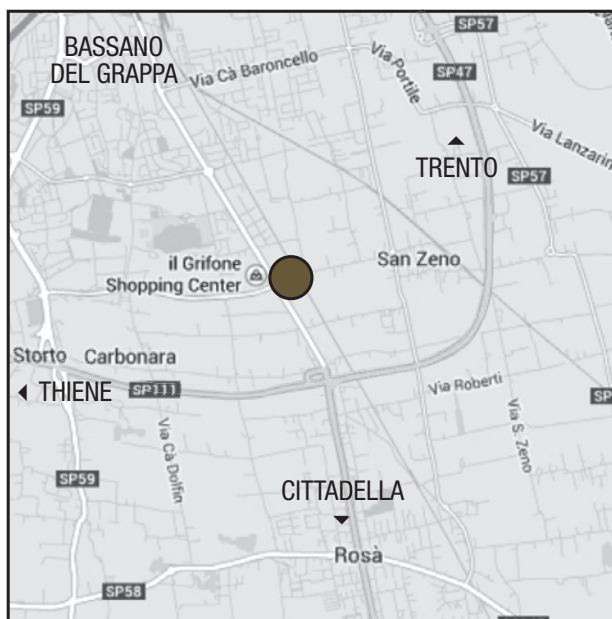 SP57
BASSANO
DEL GRAPPA
Via Cà Baroncello
Via Portile
SP47
SP59
Via Lanzarin
TRENTO
SP57
il Grifone
Shopping Center
San Zeno
Storto
Carbonara
THIENE
SP111
Via Roberti
Via S. Zeno
Via Cà Dolfin
SP59
CITTADELLA
Rosà
SP58